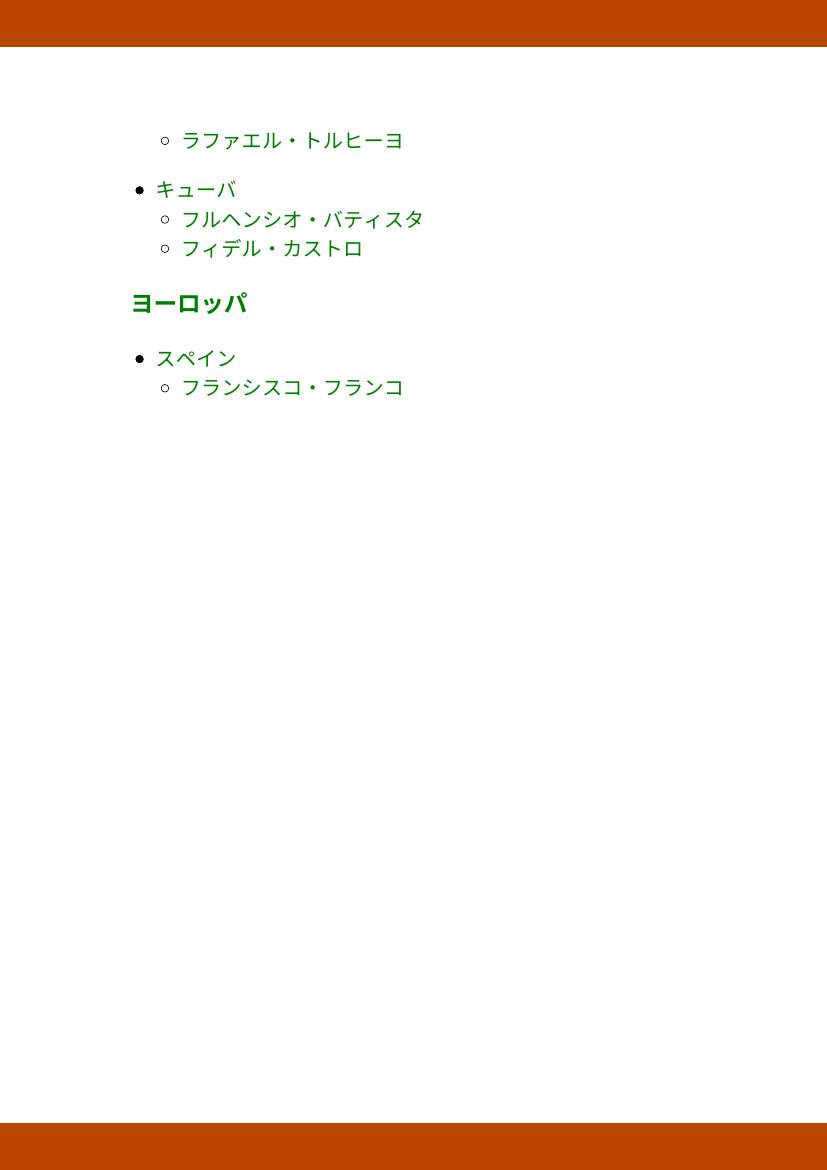 ラファエル・トルヒーヨ
キューバ
フルヘンシオ・バティスタ
フィデル・カストロ
ヨーロッパ
スペイン
フランシスコ・フランコ